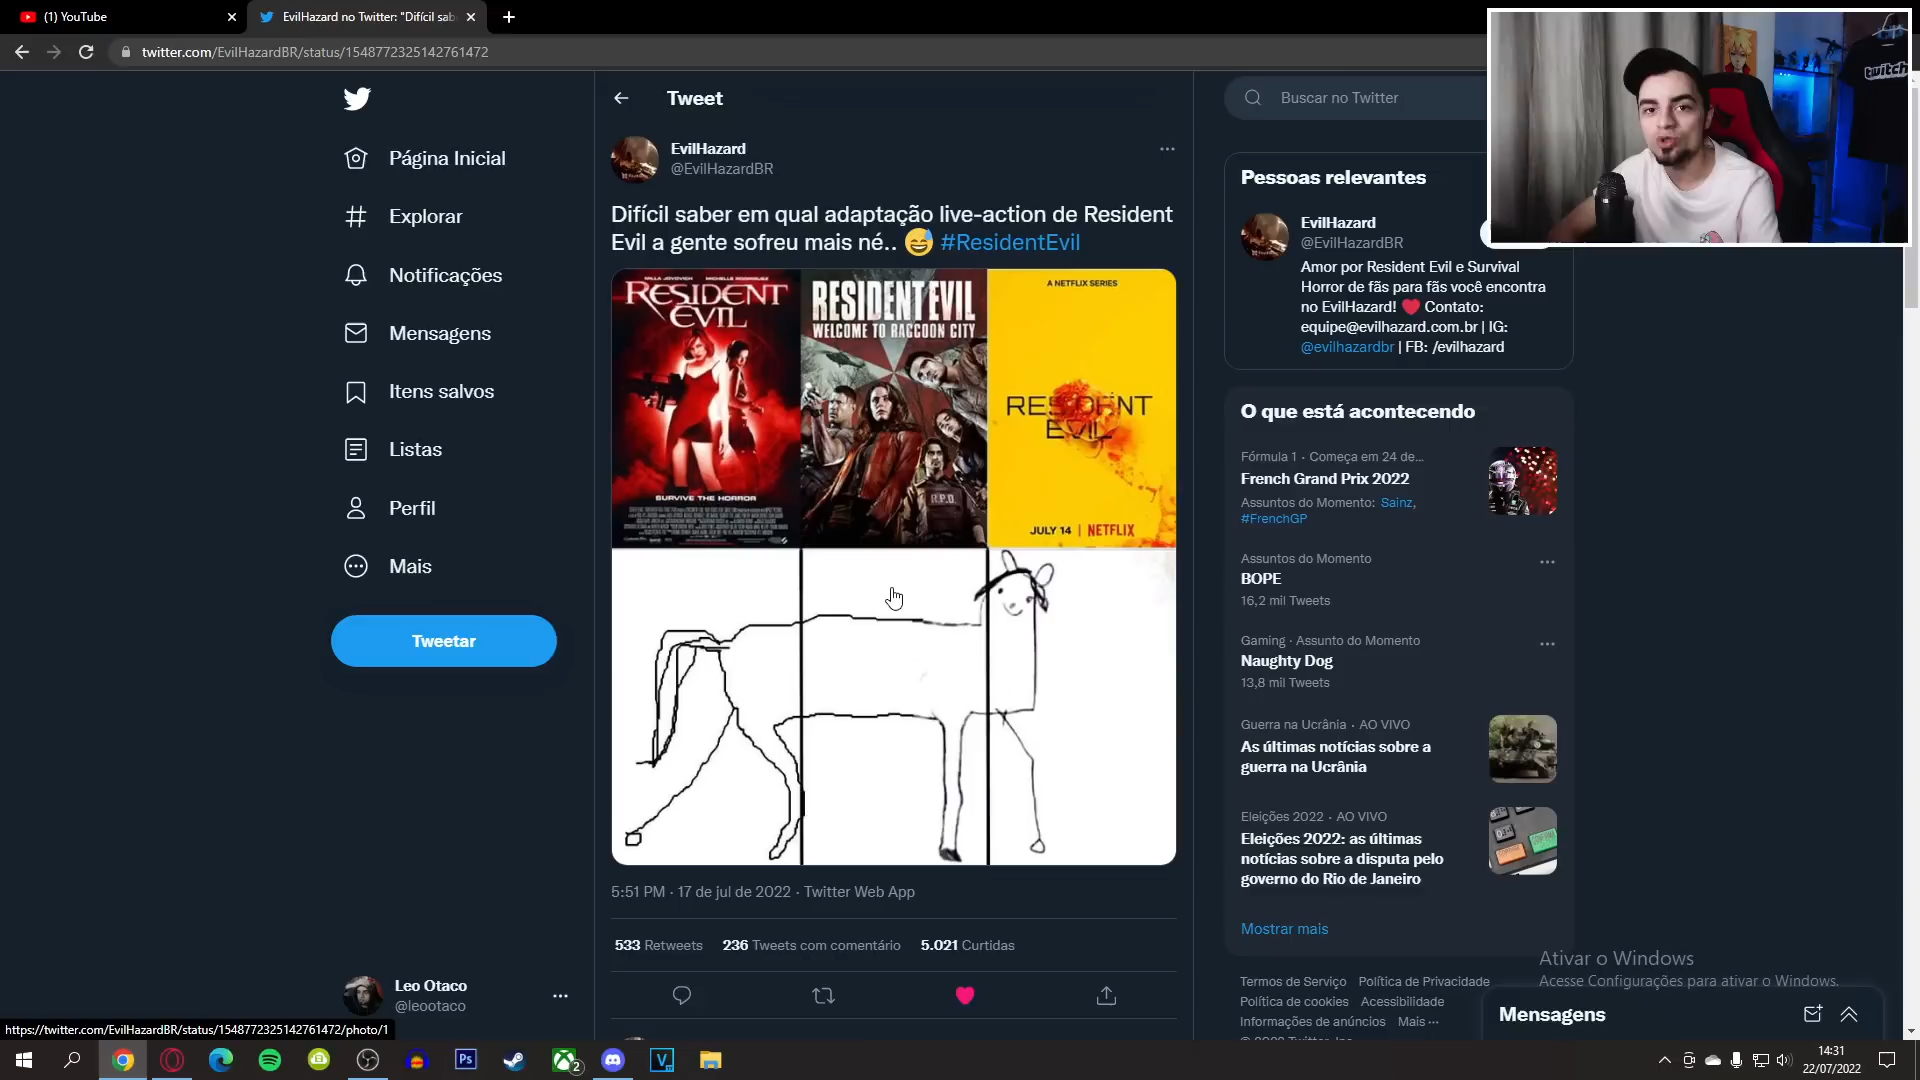 (1) YouTube
EvilHazard no Twitter: "Difícil sab
twitter.com/EvilHazardBR/status/1548772325142761472
Tweet
Buscar no Twitter
twitch
Página Inicial
Explorar
Notificações
Mensagens
Itens salvos
Listas
Perfil
Mais
Tweetar
Leo Otaco
@leootaco
EvilHazard
@EvilHazardBR
Difícil saber em qual adaptação live-action de Resident
Evil a gente sofreu mais né.. 😅 #ResidentEvil
MILLA JOVOVICH MICHELLE RODRIGUEZ
RESIDENT
EVIL
SURVIVE THE HORROR
RESIDENT EVIL
WELCOME TO RACCOON CITY
R.P.D.
A NETFLIX SERIES
RESIDENT
EVIL
JULY 14 | NETFLIX
5:51 PM · 17 de jul de 2022 · Twitter Web App
533 Retweets 236 Tweets com comentário 5.021 Curtidas
Pessoas relevantes
EvilHazard
@EvilHazardBR
Amor por Resident Evil e Survival
Horror de fãs para fãs você encontra
no EvilHazard! ❤️ Contato:
equipe@evilhazard.com.br | IG:
@evilhazardbr | FB: /evilhazard
O que está acontecendo
Fórmula 1 · Começa em 24 de...
French Grand Prix 2022
Assuntos do Momento: Sainz,
#FrenchGP
Assuntos do Momento
BOPE
16,2 mil Tweets
Gaming · Assunto do Momento
Naughty Dog
13,8 mil Tweets
Guerra na Ucrânia · AO VIVO
As últimas notícias sobre a
guerra na Ucrânia
Eleições 2022 · AO VIVO
Eleições 2022: as últimas
notícias sobre a disputa pelo
governo do Rio de Janeiro
Mostrar mais
Termos de Serviço Política de Privacidade
Política de cookies Acessibilidade
Informações de anúncios Mais ···
Ativar o Windows
Acesse Configurações para ativar o Windows.
Mensagens
https://twitter.com/EvilHazardBR/status/1548772325142761472/photo/1
Ps
2
V
14:31
22/07/2022